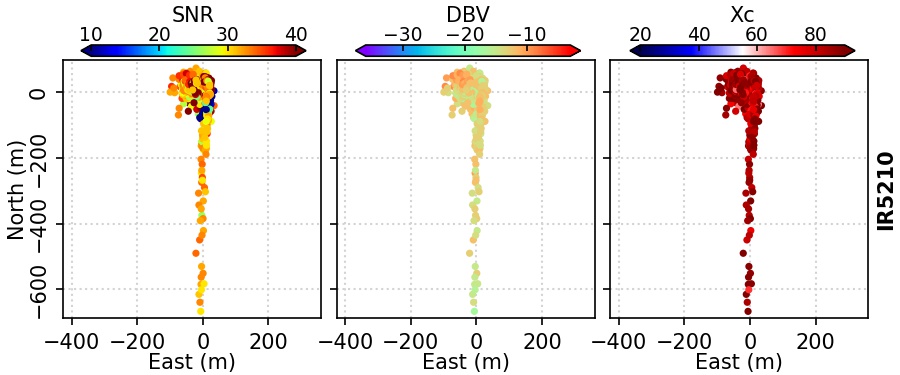 SNR DBV Xc
10 20 30 40 −30 −20 −10 20 40 60 80
North (m)
0
−200
−400
−600
IR5210
−400 −200 0 200 −400 −200 0 200 −400 −200 0 200
East (m) East (m) East (m)